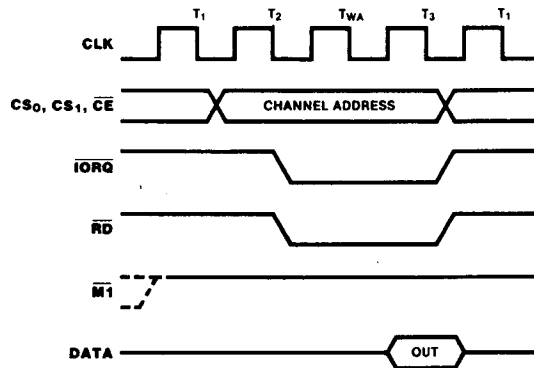 T1 T2 TWA T3 T1
CLK
CS0, CS1, CE CHANNEL ADDRESS
IORQ
RD
M1
DATA OUT